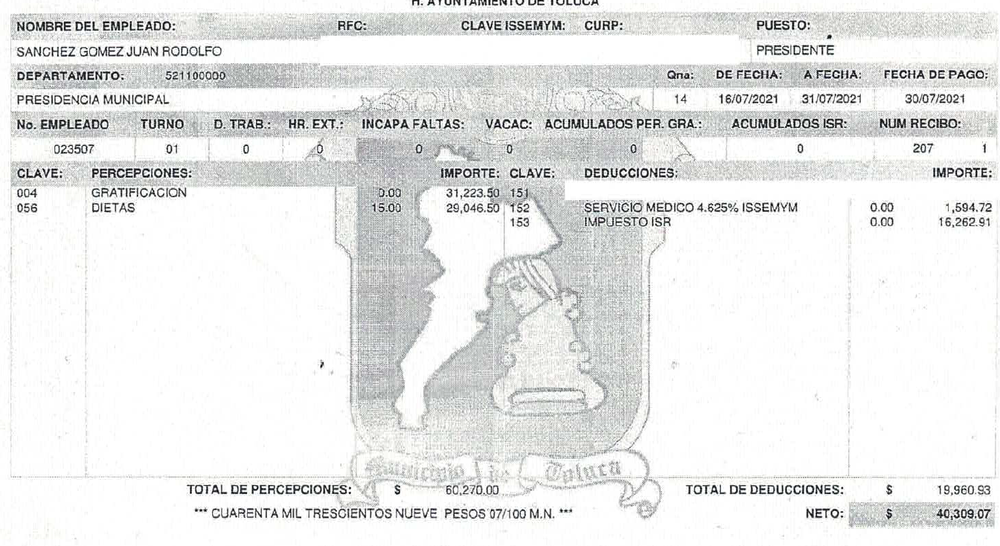 H. AYUNTAMIENTO DE TOLUCA
NOMBRE DEL EMPLEADO: RFC: CLAVE ISSEMYM: CURP: PUESTO:
SANCHEZ GOMEZ JUAN RODOLFO PRESIDENTE
DEPARTAMENTO: 521100000 Qna: DE FECHA: A FECHA: FECHA DE PAGO:
PRESIDENCIA MUNICIPAL 14 16/07/2021 31/07/2021 30/07/2021
No. EMPLEADO TURNO D. TRAB.: HR. EXT.: INCAPA FALTAS: VACAC: ACUMULADOS PER. GRA.: ACUMULADOS ISR: NUM RECIBO:
023507 01 0 0 0 0 0 0 207 1
CLAVE: PERCEPCIONES: IMPORTE: CLAVE: DEDUCCIONES: IMPORTE:
004 GRATIFICACION 0.00 31,223.50 151
056 DIETAS 15.00 29,046.50 152 SERVICIO MEDICO 4.625% ISSEMYM 0.00 1,594.72
153 IMPUESTO ISR 0.00 16,262.91
Municipio de Toluca
TOTAL DE PERCEPCIONES: $ 60,270.00 TOTAL DE DEDUCCIONES: $ 19,960.93
*** CUARENTA MIL TRESCIENTOS NUEVE PESOS 07/100 M.N. *** NETO: $ 40,309.07